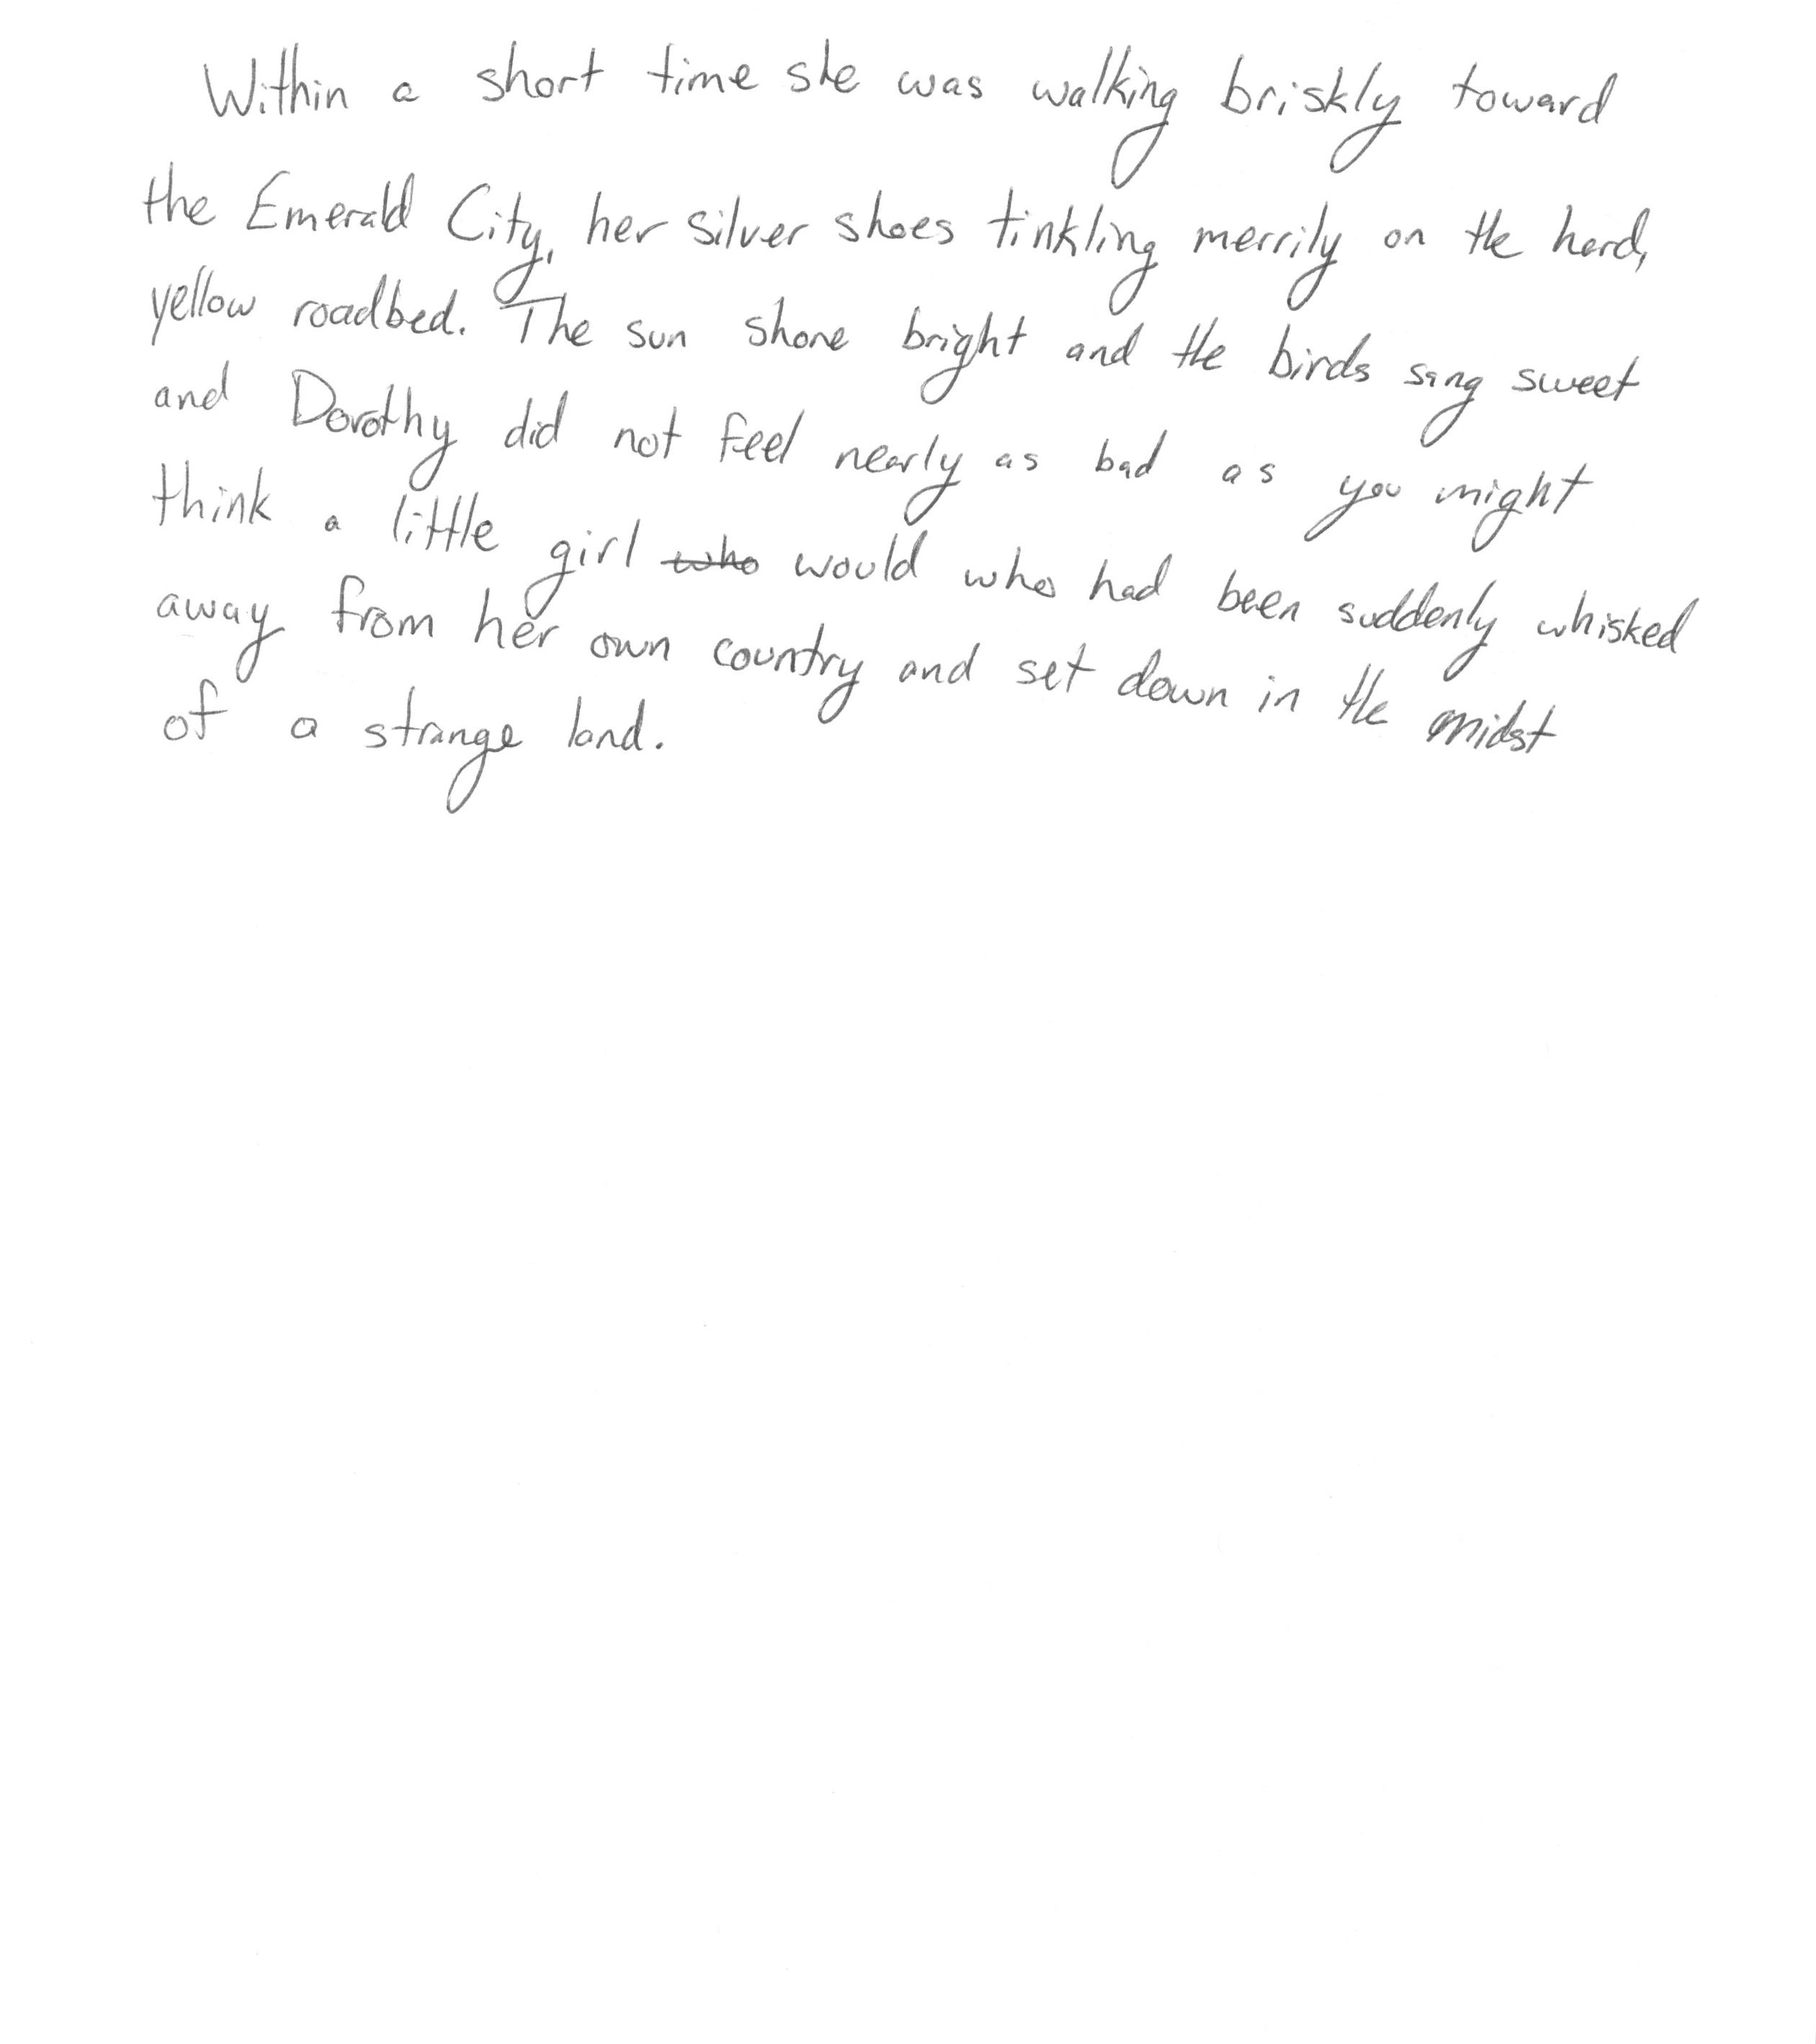 Within a short time she was walking briskly toward
the Emerald City, her silver shoes tinkling merrily on the hard,
yellow roadbed. The sun shone bright and the birds sang sweet
and Dorothy did not feel nearly as bad as you might
think a little girl who would who had been suddenly whisked
away from her own country and set down in the midst
of a strange land.